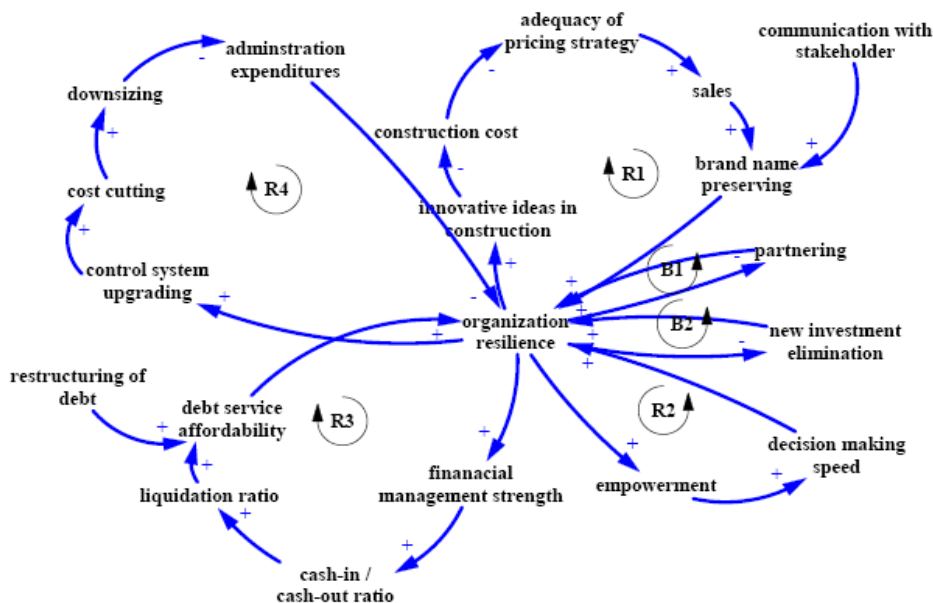 adequacy of
pricing strategy
communication with
stakeholder
adminstration
expenditures
-
-
+
downsizing
sales
+
construction cost
+
+
brand name
preserving
-
R4
R1
cost cutting
innovative ideas in
construction
+
partnering
-
B1
+
control system
upgrading
+
+
-
+
organization
resilience
+
+
B2
new investment
elimination
-
+
restructuring of
debt
debt service
affordability
R3
R2
+
+
+
decision making
speed
+
finanacial
management strength
empowerment
+
liquidation ratio
+
+
cash-in /
cash-out ratio